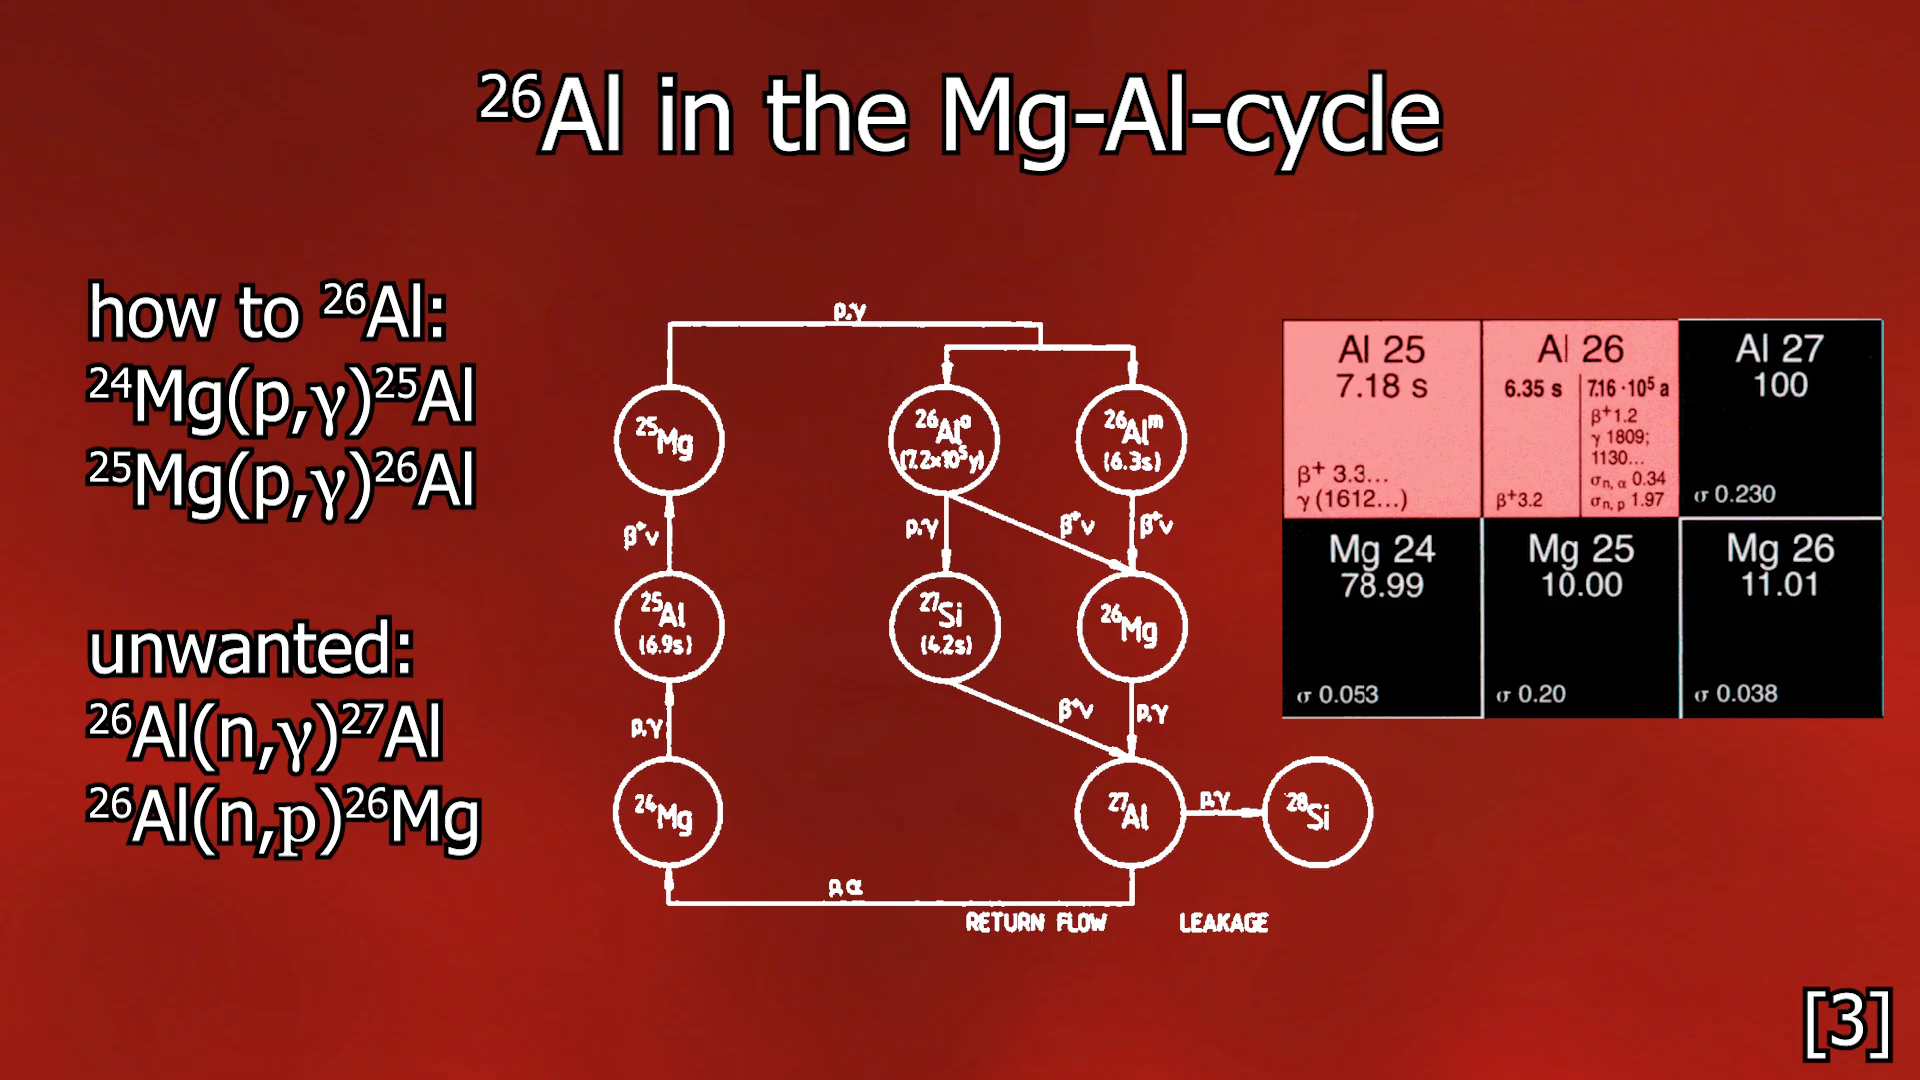 ²⁶Al in the Mg-Al-cycle
how to ²⁶Al:
²⁴Mg(p,γ)²⁵Al
²⁵Mg(p,γ)²⁶Al
unwanted:
²⁶Al(n,γ)²⁷Al
²⁶Al(n,p)²⁶Mg
p,γ
²⁵Mg
²⁶Alᵍ
(7.2x10⁵y)
²⁶Alᵐ
(6.3s)
β⁺ν
p,γ
β⁺ν
β⁺ν
²⁵Al
(6.9s)
²⁷Si
(4.2s)
²⁶Mg
p,γ
β⁺ν
p,γ
²⁴Mg
²⁷Al
p,γ
²⁸Si
p,α
RETURN FLOW
LEAKAGE
Al 25
7.18 s
β⁺ 3.3...
γ (1612...)
Al 26
6.35 s
β⁺3.2
7.16 ·10⁵ a
β⁺1.2
γ 1809;
1130...
σn, α 0.34
σn, p 1.97
Al 27
100
σ 0.230
Mg 24
78.99
σ 0.053
Mg 25
10.00
σ 0.20
Mg 26
11.01
σ 0.038
[3]